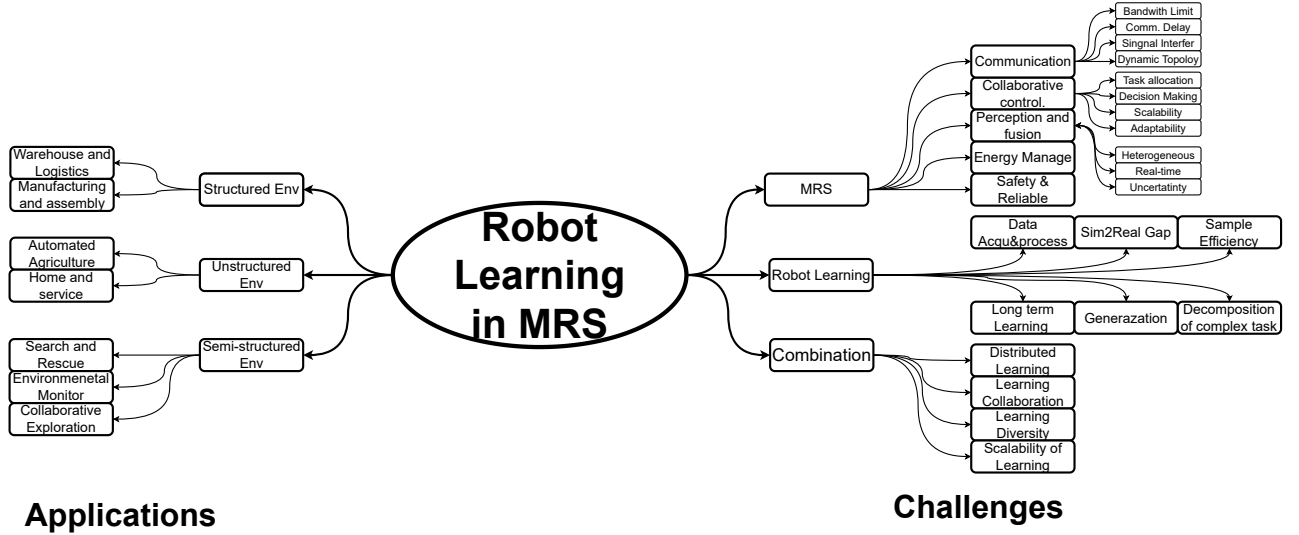 Robot
Learning
in MRS
Structured Env
Warehouse and
Logistics
Manufacturing
and assembly
Unstructured
Env
Automated
Agriculture
Home and
service
Semi-structured
Env
Search and
Rescue
Environmenetal
Monitor
Collaborative
Exploration
Applications
MRS
Communication
Bandwith Limit
Comm. Delay
Singnal Interfer
Dynamic Topoloy
Collaborative
control.
Task allocation
Decision Making
Scalability
Adaptability
Perception and
fusion
Heterogeneous
Real-time
Uncertatinty
Energy Manage
Safety &
Reliable
Robot Learning
Data
Acqu&process
Sim2Real Gap
Sample
Efficiency
Long term
Learning
Generazation
Decomposition
of complex task
Combination
Distributed
Learning
Learning
Collaboration
Learning
Diversity
Scalability of
Learning
Challenges